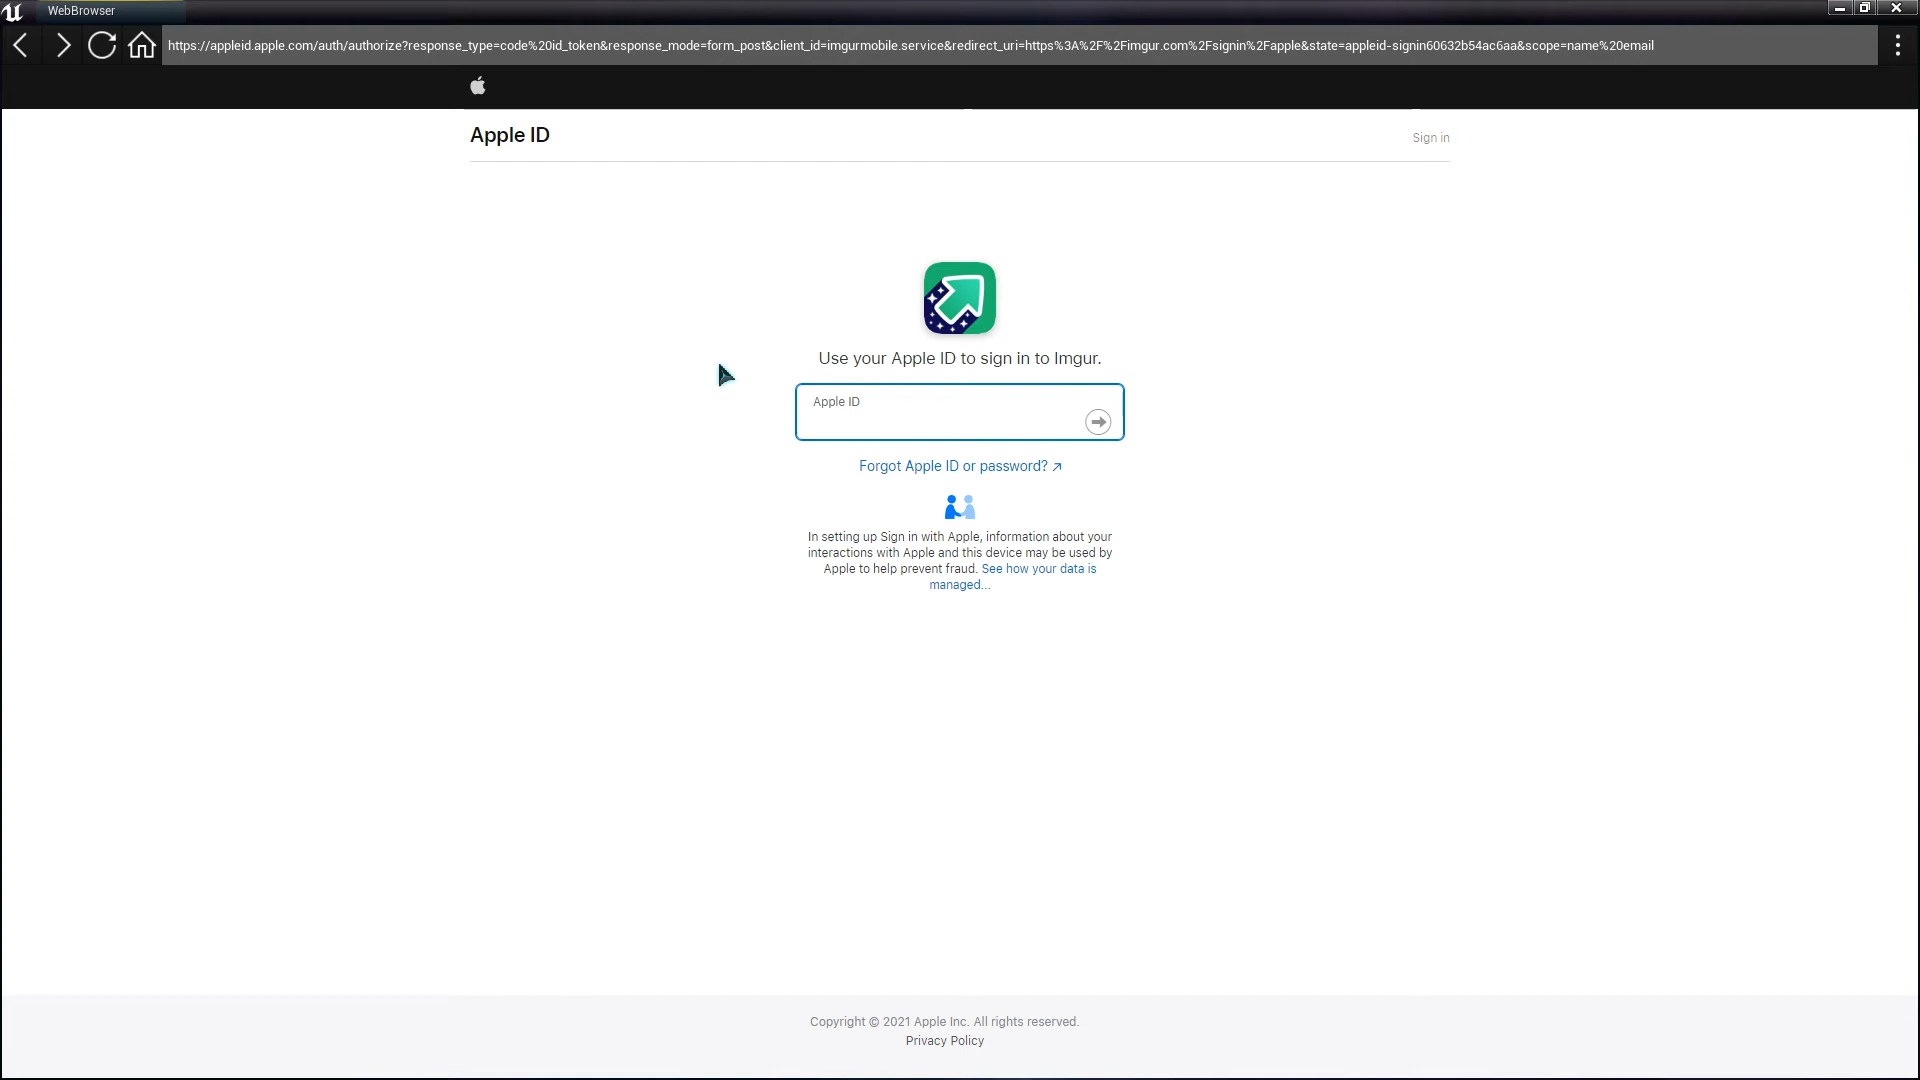 WebBrowser
https://appleid.apple.com/auth/authorize?response_type=code%20id_token&response_mode=form_post&client_id=imgurmobile.service&redirect_uri=https%3A%2F%2Fimgur.com%2Fsignin%2Fapple&state=appleid-signin60632b54ac6aa&scope=name%20email
Apple ID
Sign in
Use your Apple ID to sign in to Imgur.
Apple ID
Forgot Apple ID or password? ↗
In setting up Sign in with Apple, information about your
interactions with Apple and this device may be used by
Apple to help prevent fraud. See how your data is
managed...
Copyright © 2021 Apple Inc. All rights reserved.
Privacy Policy